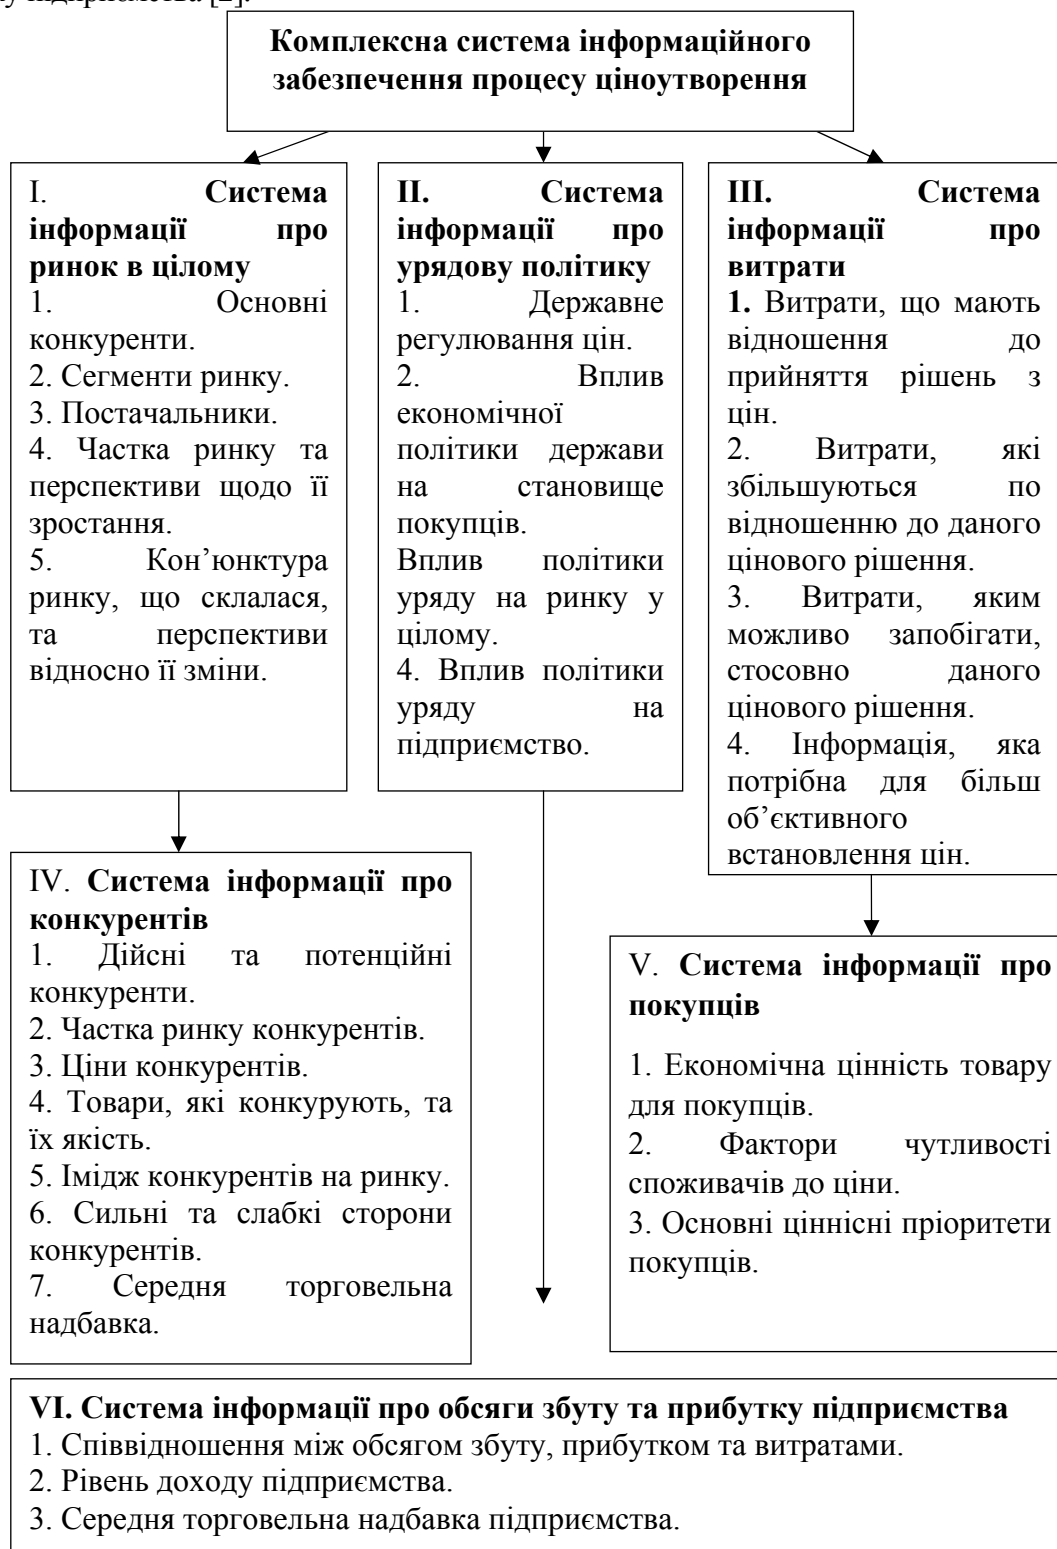 підприємства [2].
Комплексна система інформаційного
забезпечення процесу ціноутворення
I. Система
інформації про
ринок в цілому
1. Основні
конкуренти.
2. Сегменти ринку.
3. Постачальники.
4. Частка ринку та
перспективи щодо її
зростання.
5. Кон’юнктура
ринку, що склалася,
та перспективи
відносно її зміни.
II. Система
інформації про
урядову політику
1. Державне
регулювання цін.
2. Вплив
економічної
політики держави
на становище
покупців.
Вплив політики
уряду на ринку у
цілому.
4. Вплив політики
уряду на
підприємство.
III. Система
інформації про
витрати
1. Витрати, що мають
відношення до
прийняття рішень з
цін.
2. Витрати, які
збільшуються по
відношенню до даного
цінового рішення.
3. Витрати, яким
можливо запобігати,
стосовно даного
цінового рішення.
4. Інформація, яка
потрібна для більш
об’єктивного
встановлення цін.
IV. Система інформації про
конкурентів
1. Дійсні та потенційні
конкуренти.
2. Частка ринку конкурентів.
3. Ціни конкурентів.
4. Товари, які конкурують, та
їх якість.
5. Імідж конкурентів на ринку.
6. Сильні та слабкі сторони
конкурентів.
7. Середня торговельна
надбавка.
V. Система інформації про
покупців
1. Економічна цінність товару
для покупців.
2. Фактори чутливості
споживачів до ціни.
3. Основні ціннісні пріоритети
покупців.
VI. Система інформації про обсяги збуту та прибутку підприємства
1. Співвідношення між обсягом збуту, прибутком та витратами.
2. Рівень доходу підприємства.
3. Середня торговельна надбавка підприємства.